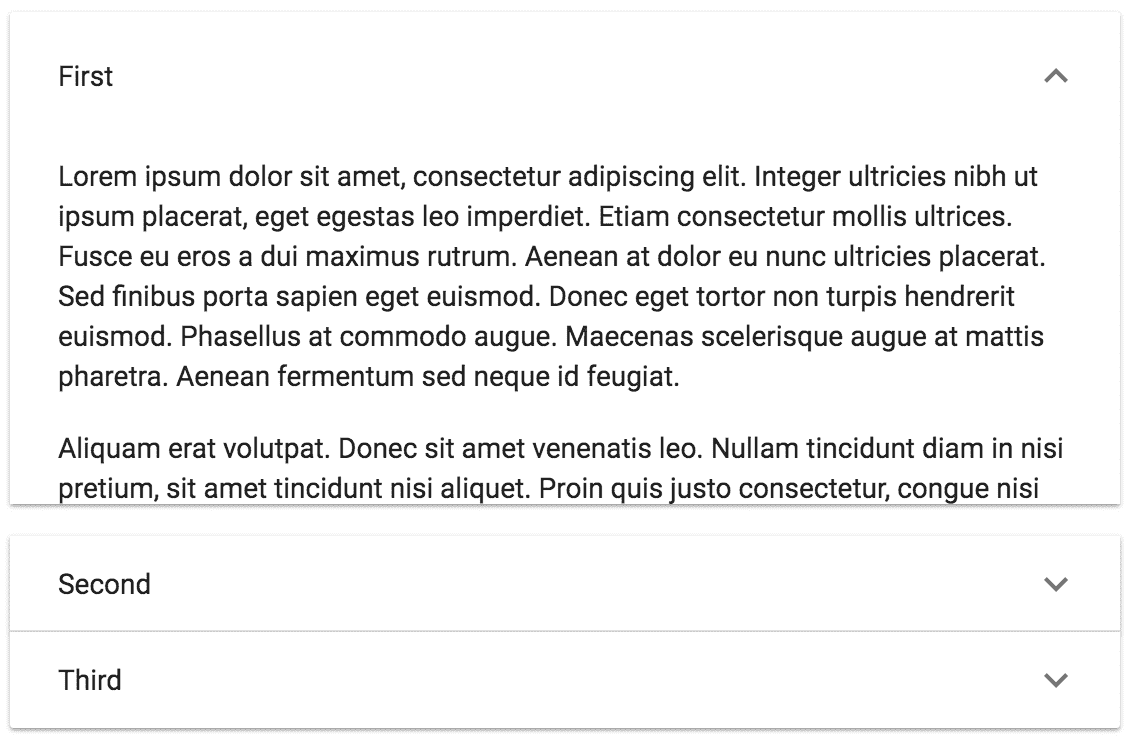 First
Lorem ipsum dolor sit amet, consectetur adipiscing elit. Integer ultricies nibh ut
ipsum placerat, eget egestas leo imperdiet. Etiam consectetur mollis ultrices.
Fusce eu eros a dui maximus rutrum. Aenean at dolor eu nunc ultricies placerat.
Sed finibus porta sapien eget euismod. Donec eget tortor non turpis hendrerit
euismod. Phasellus at commodo augue. Maecenas scelerisque augue at mattis
pharetra. Aenean fermentum sed neque id feugiat.
Aliquam erat volutpat. Donec sit amet venenatis leo. Nullam tincidunt diam in nisi
pretium, sit amet tincidunt nisi aliquet. Proin quis justo consectetur, congue nisi
Second
Third